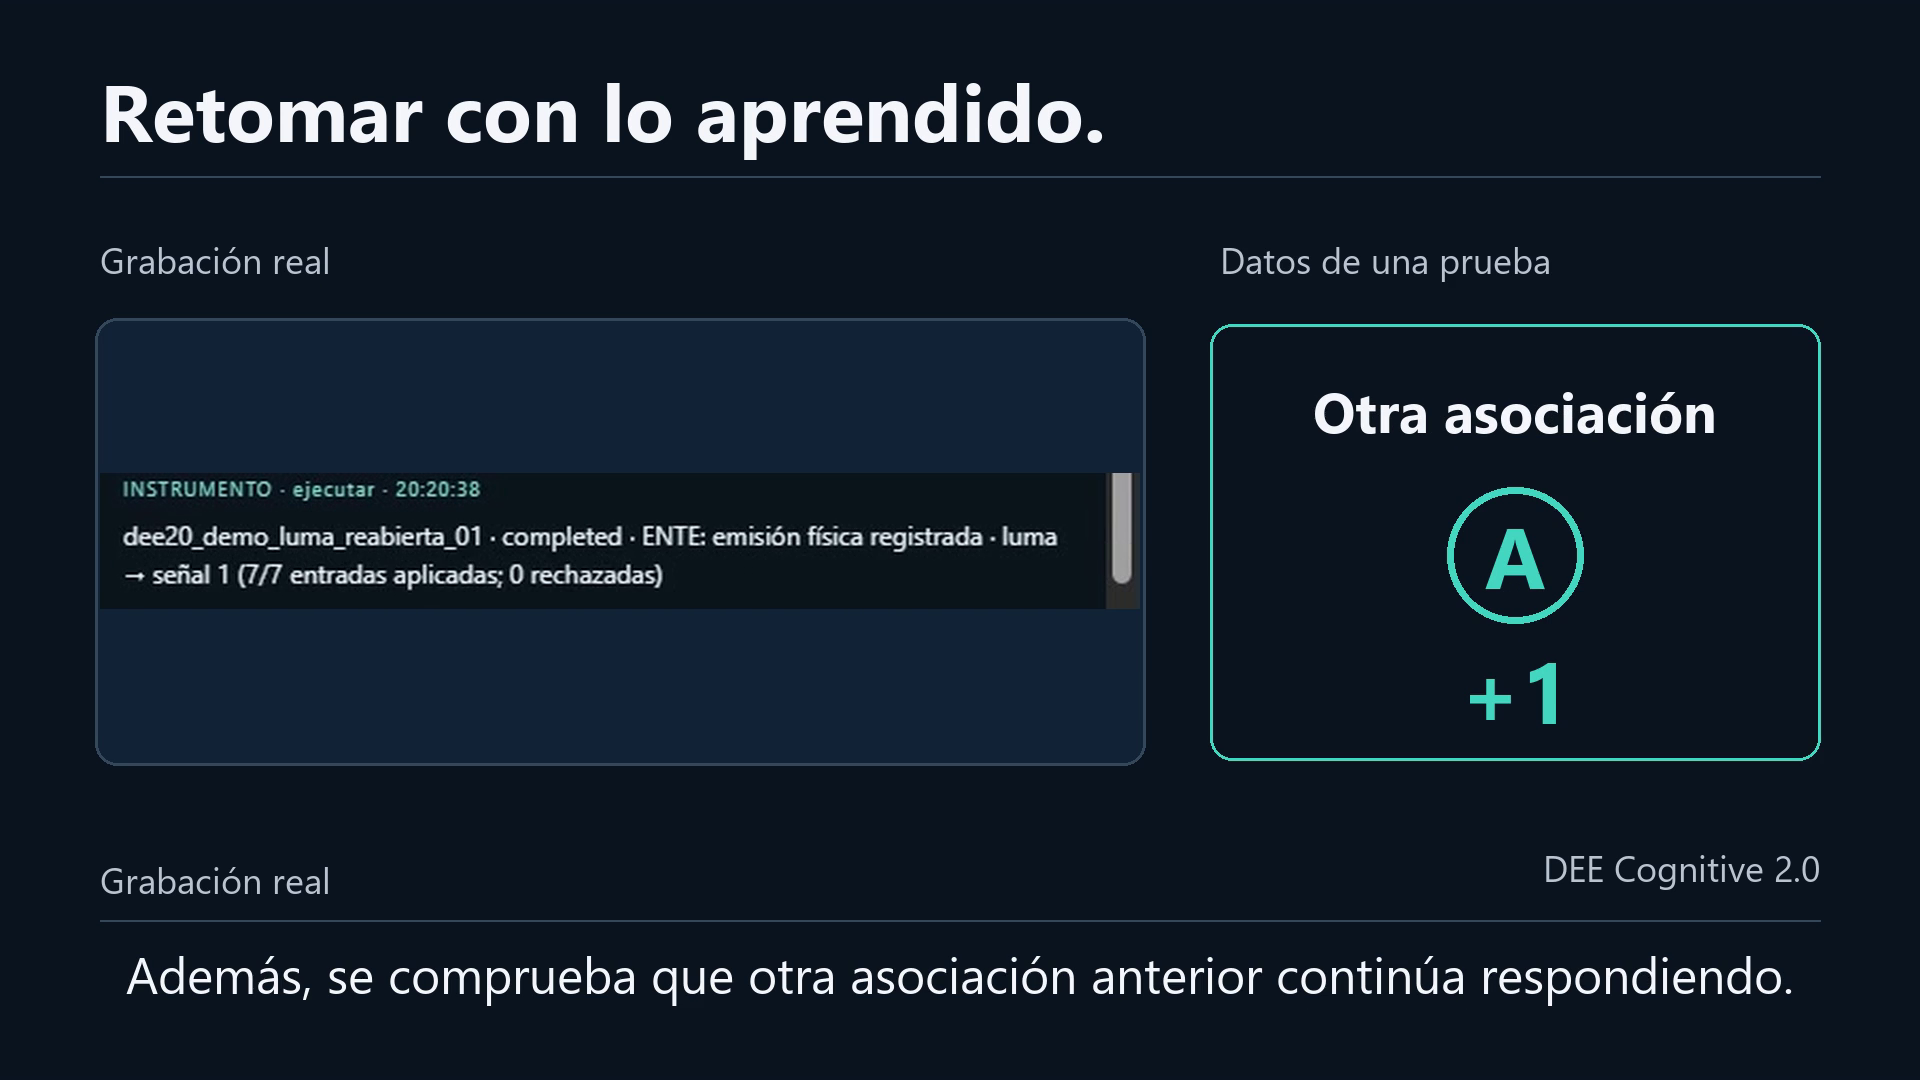 Retomar con lo aprendido.
Grabación real
Datos de una prueba
INSTRUMENTO · ejecutar · 20:20:38
dee20_demo_luma_reabierta_01 · completed · ENTE: emisión física registrada · luma
→ señal 1 (7/7 entradas aplicadas; 0 rechazadas)
Otra asociación
A
+1
Grabación real
DEE Cognitive 2.0
Además, se comprueba que otra asociación anterior continúa respondiendo.